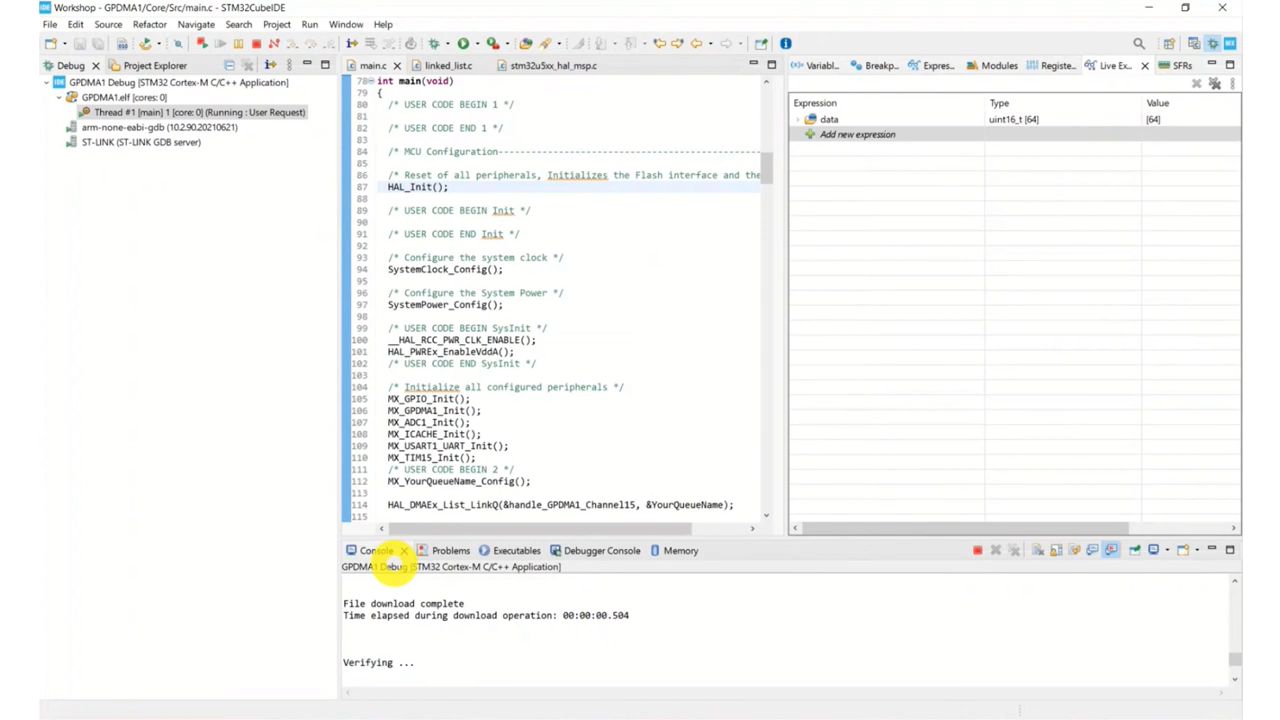 IDE Workshop - GPDMA1/Core/Src/main.c - STM32CubeIDE
File Edit Source Refactor Navigate Search Project Run Window Help
Debug Project Explorer
IDE GPDMA1 Debug [STM32 Cortex-M C/C++ Application]
GPDMA1.elf [cores: 0]
Thread #1 [main] 1 [core: 0] (Running : User Request)
arm-none-eabi-gdb (10.2.90.20210621)
ST-LINK (ST-LINK GDB server)
main.c linked_list.c stm32u5xx_hal_msp.c
78 int main(void)
79 {
80 /* USER CODE BEGIN 1 */
81
82 /* USER CODE END 1 */
83
84 /* MCU Configuration--------------------------------------------------
85
86 /* Reset of all peripherals, Initializes the Flash interface and the
87 HAL_Init();
88
89 /* USER CODE BEGIN Init */
90
91 /* USER CODE END Init */
92
93 /* Configure the system clock */
94 SystemClock_Config();
95
96 /* Configure the System Power */
97 SystemPower_Config();
98
99 /* USER CODE BEGIN SysInit */
100 __HAL_RCC_PWR_CLK_ENABLE();
101 HAL_PWREx_EnableVddA();
102 /* USER CODE END SysInit */
103
104 /* Initialize all configured peripherals */
105 MX_GPIO_Init();
106 MX_GPDMA1_Init();
107 MX_ADC1_Init();
108 MX_ICACHE_Init();
109 MX_USART1_UART_Init();
110 MX_TIM15_Init();
111 /* USER CODE BEGIN 2 */
112 MX_YourQueueName_Config();
113
114 HAL_DMAEx_List_LinkQ(&handle_GPDMA1_Channel15, &YourQueueName);
115
(x)= Variabl... Breakp... Expres... Modules Registe... Live Ex... SFRs
Expression Type Value
data uint16_t [64] [64]
Add new expression
Console Problems Executables Debugger Console Memory
GPDMA1 Debug [STM32 Cortex-M C/C++ Application]
File download complete
Time elapsed during download operation: 00:00:00.504
Verifying ...